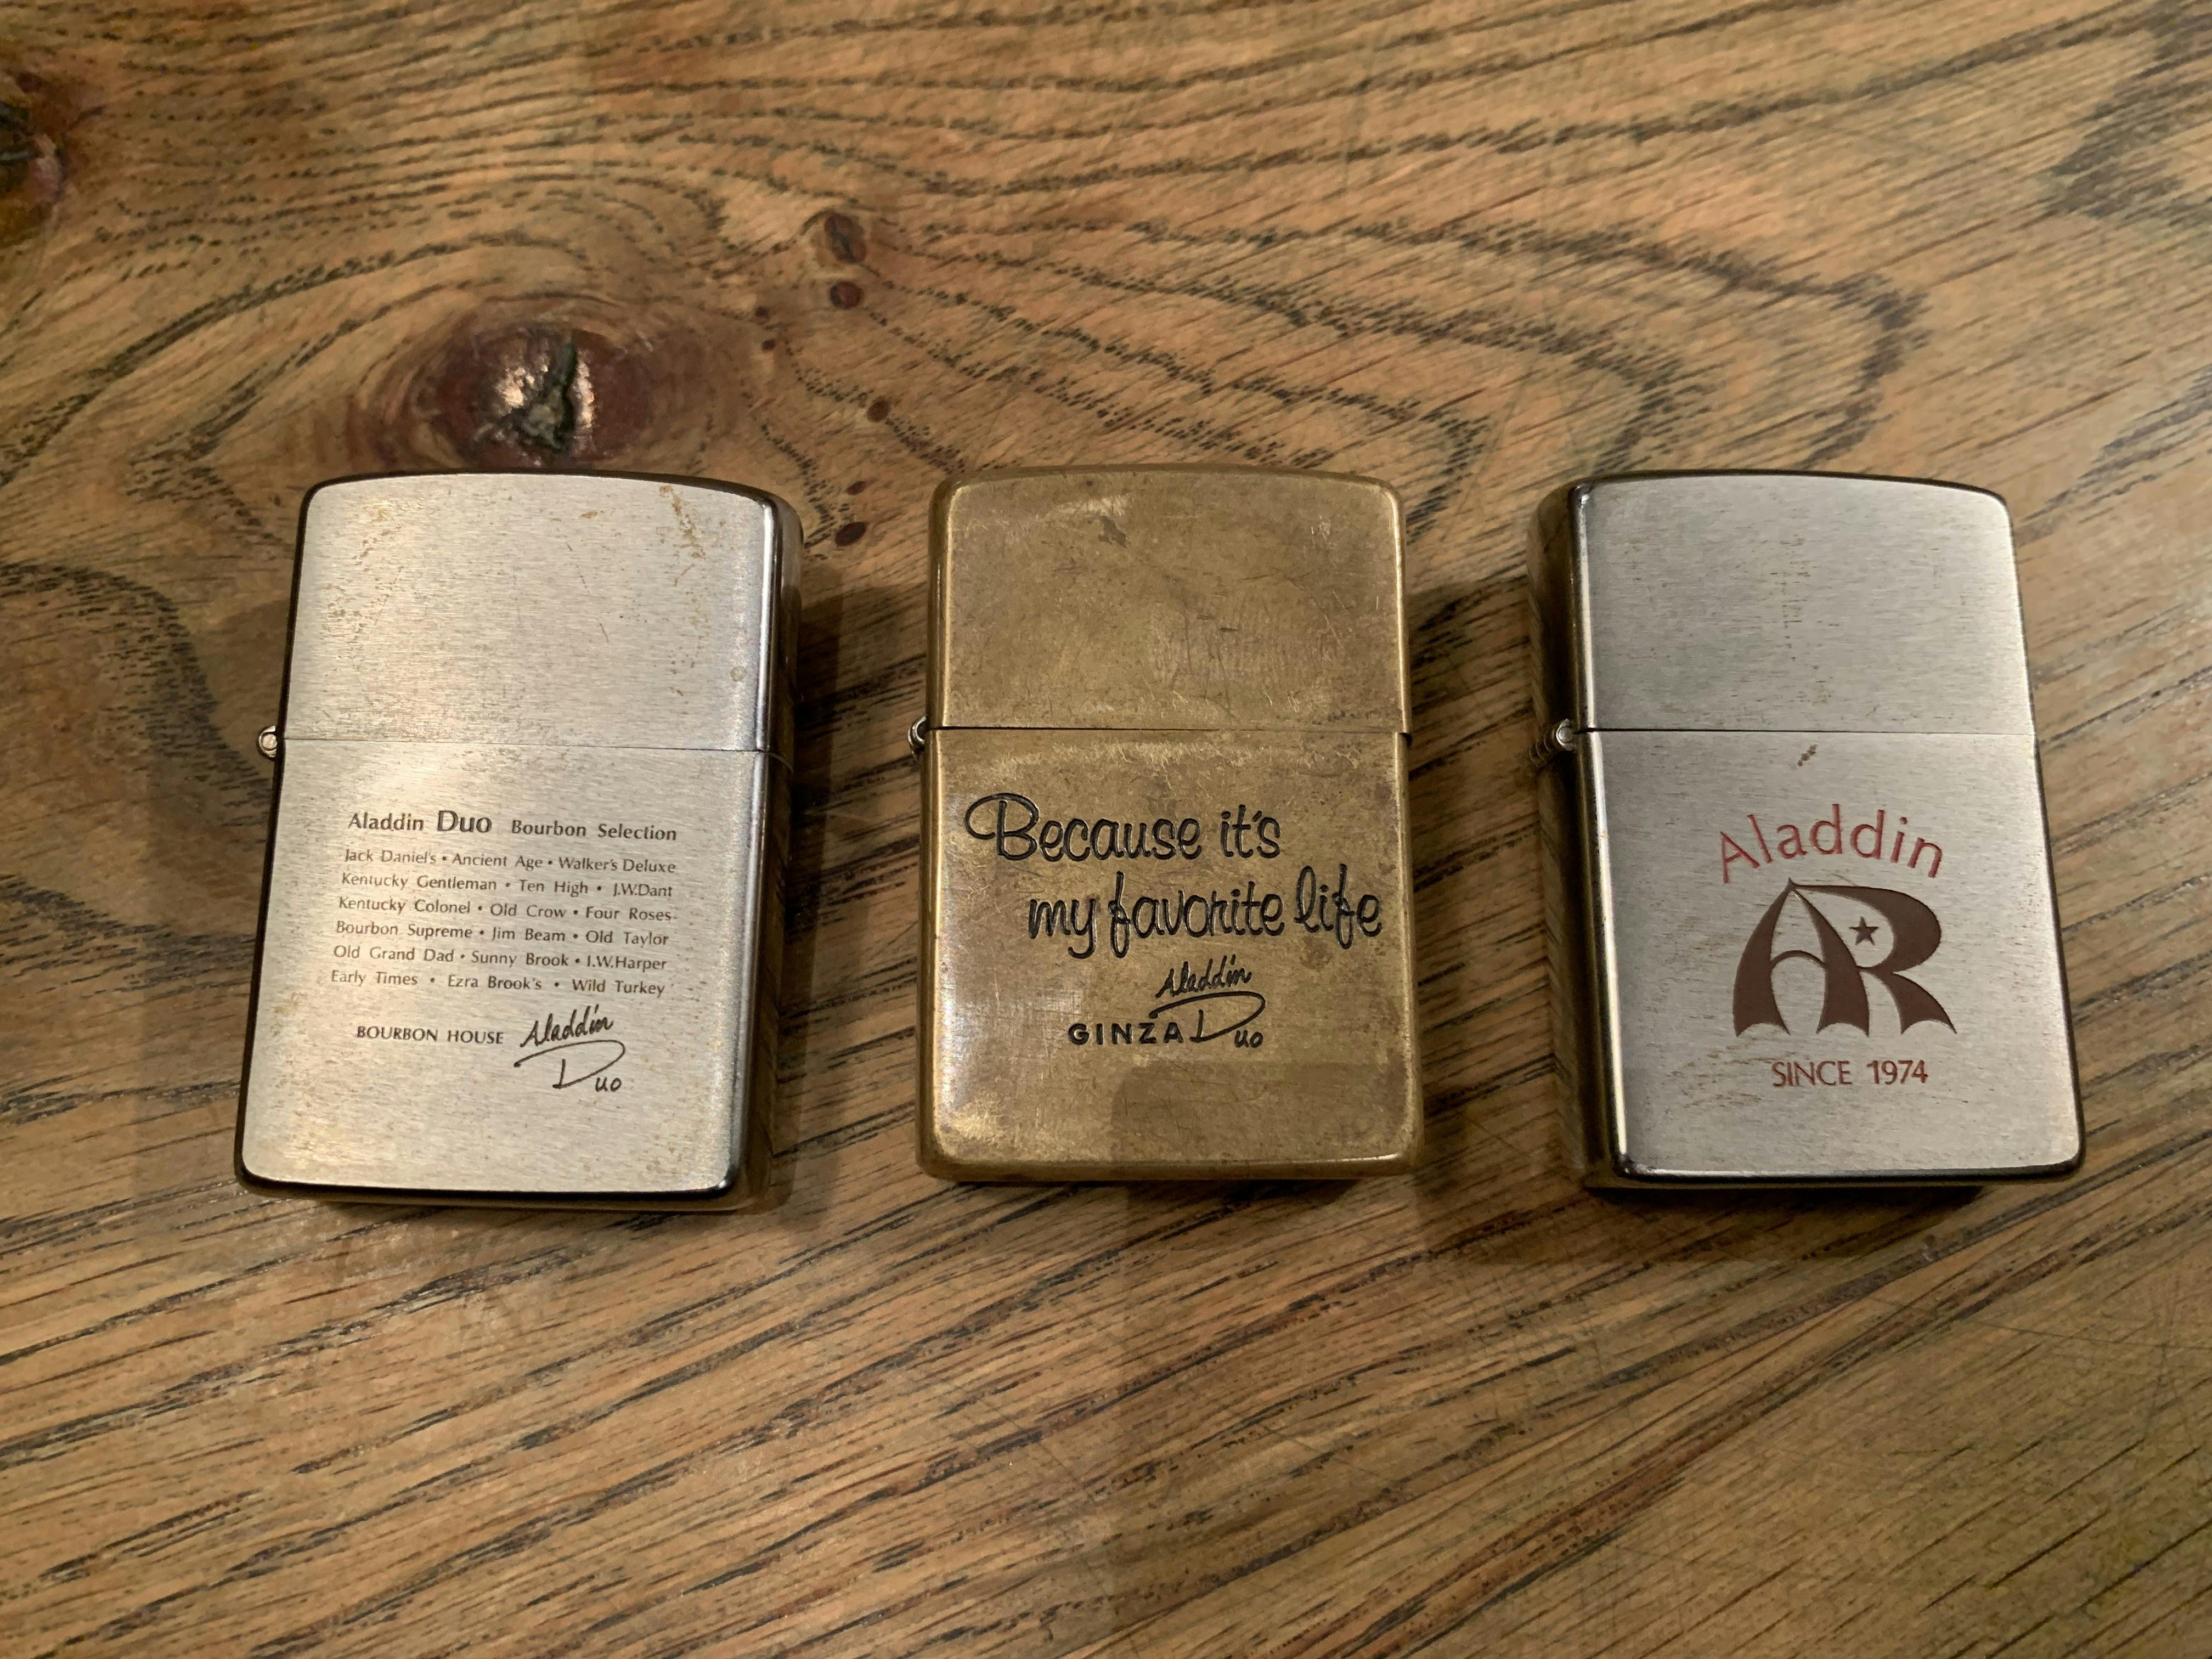 Aladdin Duo Bourbon Selection
Jack Daniel's • Ancient Age • Walker's Deluxe
Kentucky Gentleman • Ten High • J.W.Dant
Kentucky Colonel • Old Crow • Four Roses
Bourbon Supreme • Jim Beam • Old Taylor
Old Grand Dad • Sunny Brook • I.W.Harper
Early Times • Ezra Brook's • Wild Turkey
BOURBON HOUSE Aladdin
Duo
Because it's
my favorite life
Aladdin
GINZA Duo
Aladdin
AR
SINCE 1974